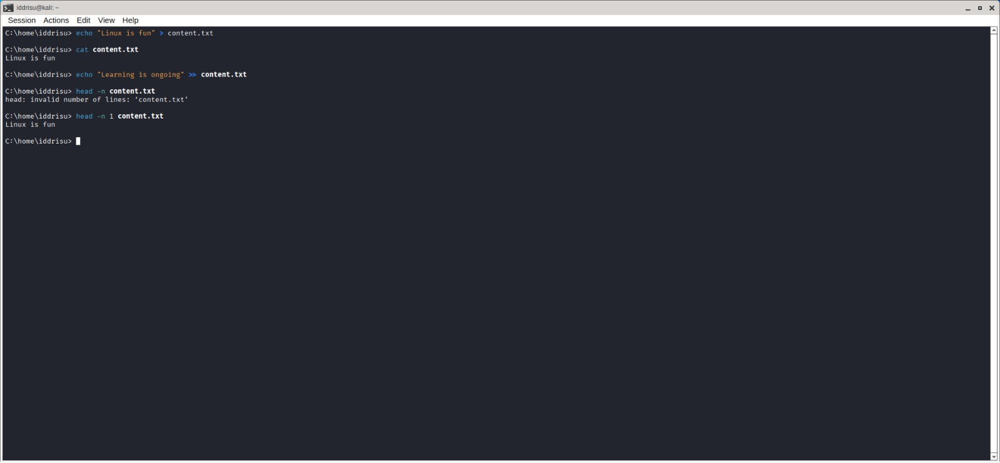 iddrisu@kali: ~
Session Actions Edit View Help
C:\home\iddrisu> echo "Linux is fun" > content.txt
C:\home\iddrisu> cat content.txt
Linux is fun
C:\home\iddrisu> echo "Learning is ongoing" >> content.txt
C:\home\iddrisu> head -n content.txt
head: invalid number of lines: ‘content.txt’
C:\home\iddrisu> head -n 1 content.txt
Linux is fun
C:\home\iddrisu>